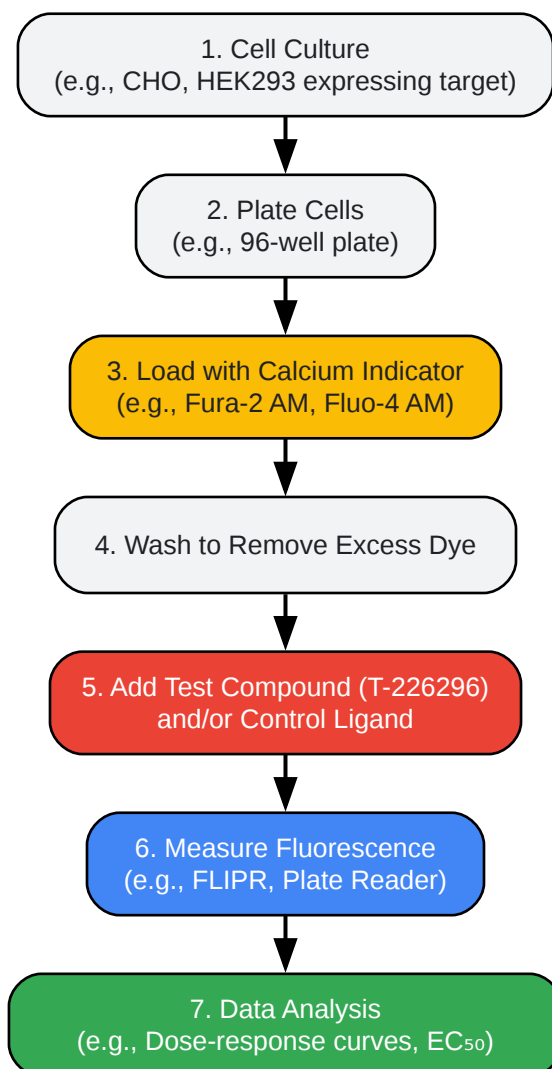 1. Cell Culture
(e.g., CHO, HEK293 expressing target)
2. Plate Cells
(e.g., 96-well plate)
3. Load with Calcium Indicator
(e.g., Fura-2 AM, Fluo-4 AM)
4. Wash to Remove Excess Dye
5. Add Test Compound (T-226296)
and/or Control Ligand
6. Measure Fluorescence
(e.g., FLIPR, Plate Reader)
7. Data Analysis
(e.g., Dose-response curves, EC₅₀)